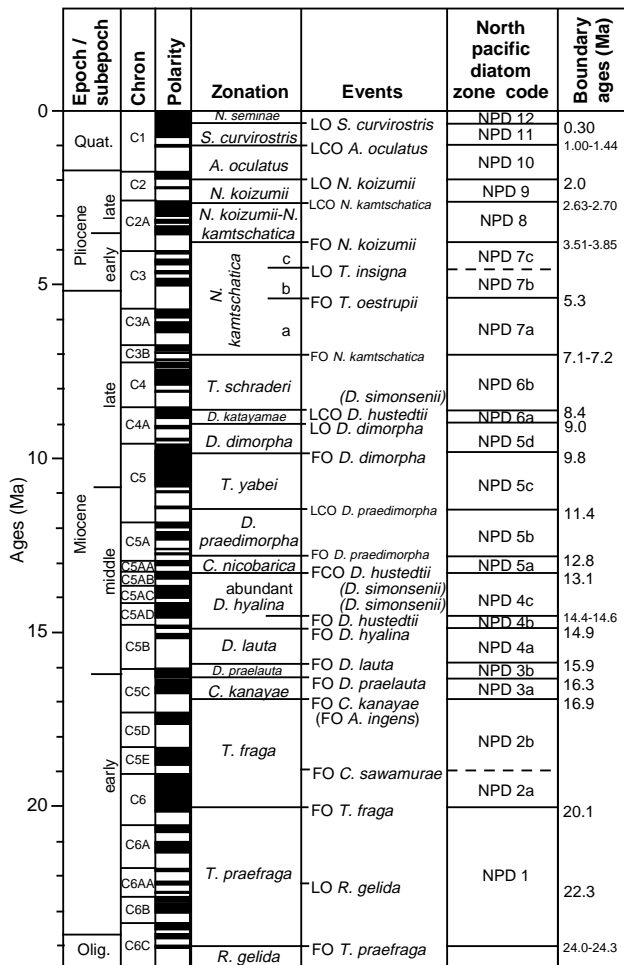 Epoch / subepoch
Chron
Polarity
Zonation
Events
North pacific diatom zone code
Boundary ages (Ma)
Ages (Ma)
0
5
10
15
20
Quat.
Pliocene
late
early
Miocene
late
middle
early
Olig.
C1
C2
C2A
C3
C3A
C3B
C4
C4A
C5
C5A
C5AA
C5AB
C5AC
C5AD
C5B
C5C
C5D
C5E
C6
C6A
C6AA
C6B
C6C
N. seminae
S. curvirostris
A. oculatus
N. koizumii
N. koizumii-N. kamtschatica
N. kamtschatica
c
b
a
T. schraderi
D. katayamae
D. dimorpha
T. yabei
D. praedimorpha
C. nicobarica
abundant
D. hyalina
D. lauta
D. praelauta
C. kanayae
T. fraga
T. praefraga
R. gelida
LO S. curvirostris
LCO A. oculatus
LO N. koizumii
LCO N. kamtschatica
FO N. koizumii
LO T. insigna
FO T. oestrupii
FO N. kamtschatica
(D. simonsenii)
LCO D. hustedtii
LO D. dimorpha
FO D. dimorpha
LCO D. praedimorpha
FO D. praedimorpha
FCO D. hustedtii
(D. simonsenii)
(D. simonsenii)
FO D. hustedtii
FO D. hyalina
FO D. lauta
FO D. praelauta
FO C. kanayae
(FO A. ingens)
FO C. sawamurae
FO T. fraga
LO R. gelida
FO T. praefraga
NPD 12
NPD 11
NPD 10
NPD 9
NPD 8
NPD 7c
NPD 7b
NPD 7a
NPD 6b
NPD 6a
NPD 5d
NPD 5c
NPD 5b
NPD 5a
NPD 4c
NPD 4b
NPD 4a
NPD 3b
NPD 3a
NPD 2b
NPD 2a
NPD 1
0.30
1.00-1.44
2.0
2.63-2.70
3.51-3.85
5.3
7.1-7.2
8.4
9.0
9.8
11.4
12.8
13.1
14.4-14.6
14.9
15.9
16.3
16.9
20.1
22.3
24.0-24.3